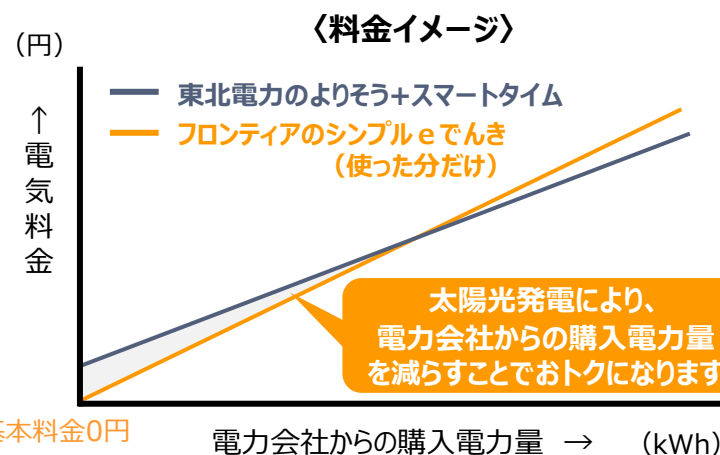 〈料金イメージ〉
（円）
東北電力のよりそう+スマートタイム
フロンティアのシンプルeでんき
（使った分だけ）
↑電気料金
太陽光発電により、
電力会社からの購入電力量
を減らすことでおトクになります
基本料金0円
電力会社からの購入電力量 → （kWh）